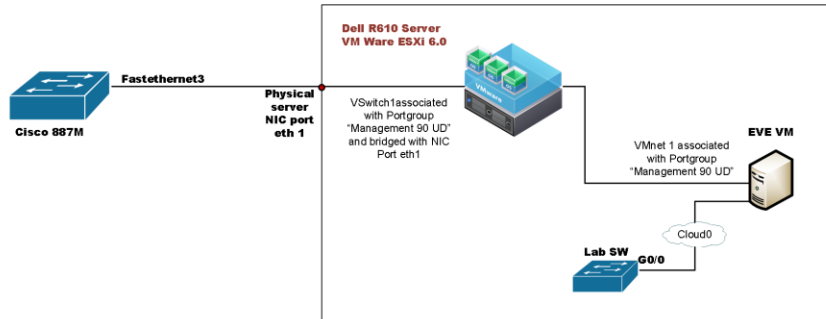 Dell R610 Server
VM Ware ESXi 6.0
Fastethernet3
Cisco 887M
Physical
server
NIC port
eth 1
VSwitch1associated
with Portgroup
“Management 90 UD”
and bridged with NIC
Port eth1
VMware
EVE VM
VMnet 1 associated
with Portgroup
“Management 90 UD”
Cloud0
Lab SW
G0/0